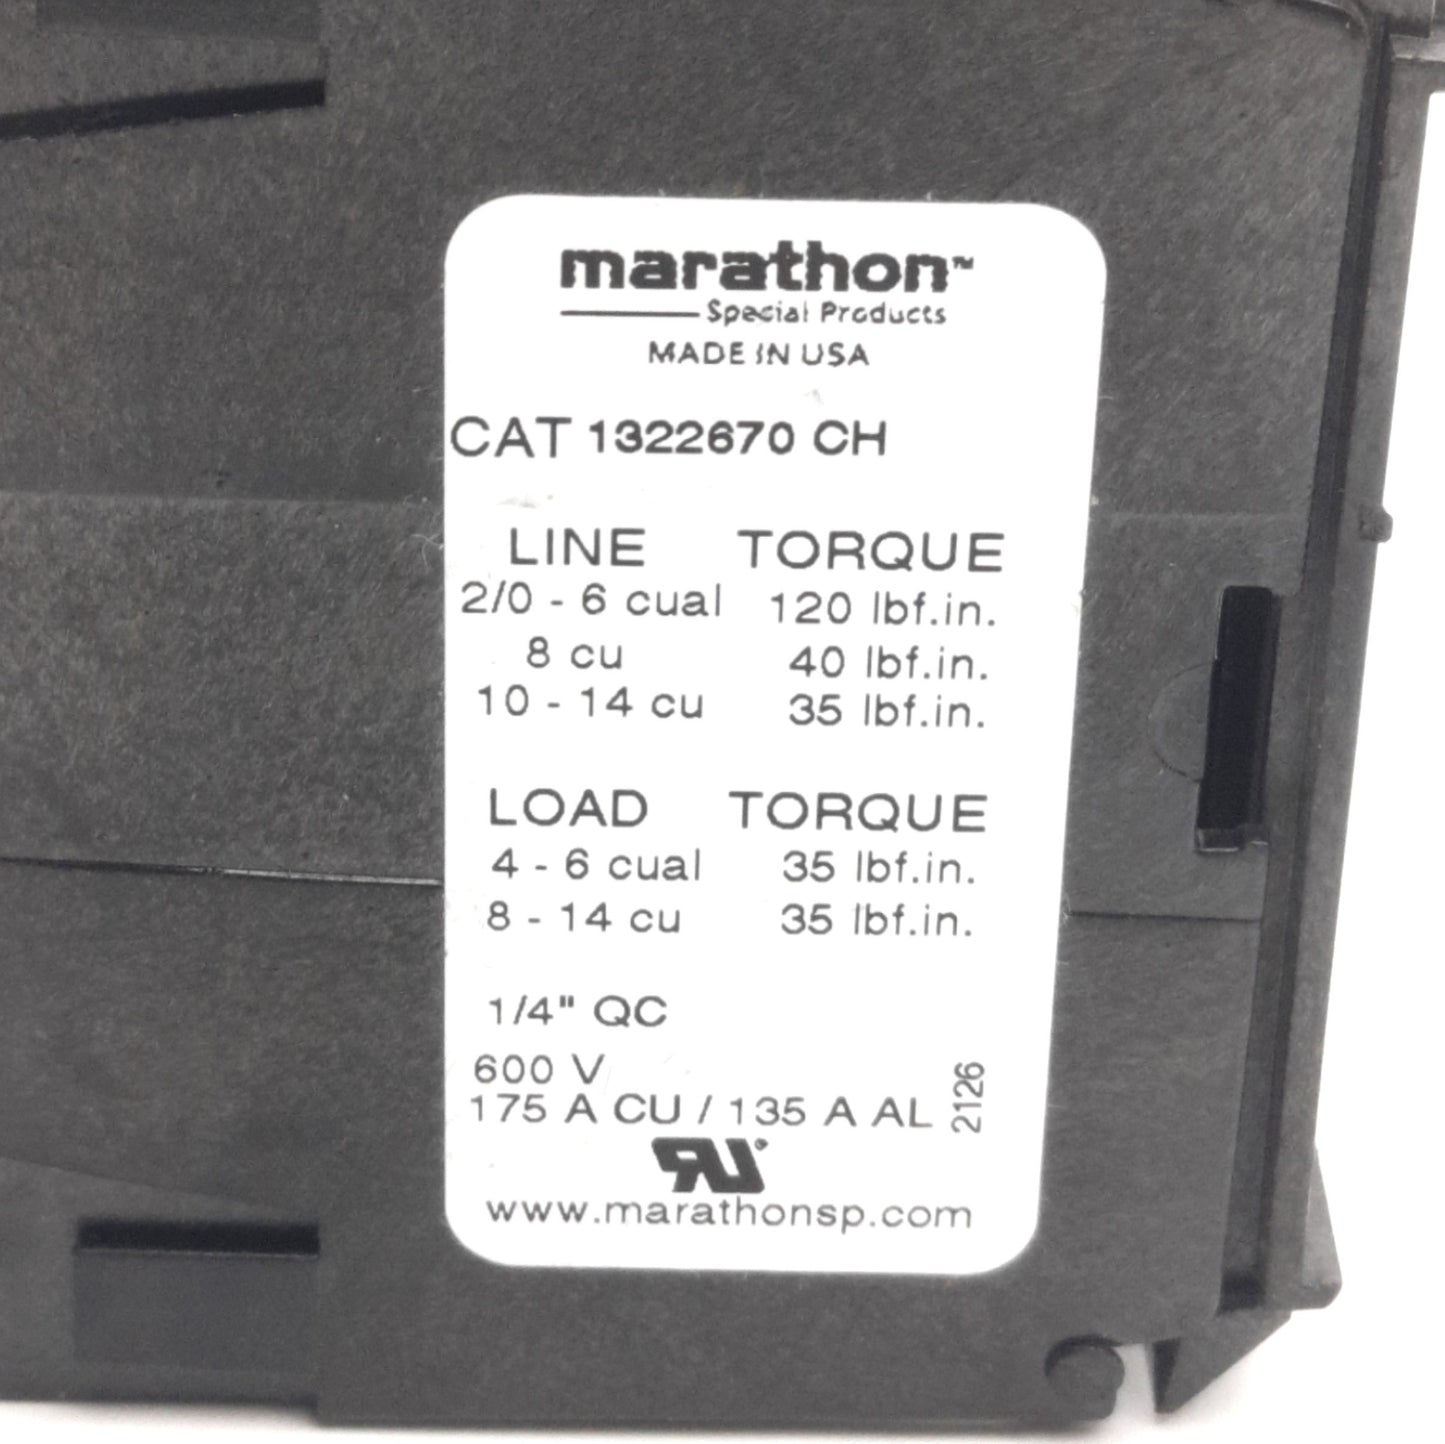 marathon™
Special Products
MADE IN USA
CAT 1322670 CH
LINE TORQUE
2/0 - 6 cual 120 lbf.in.
8 cu 40 lbf.in.
10 - 14 cu 35 lbf.in.
LOAD TORQUE
4 - 6 cual 35 lbf.in.
8 - 14 cu 35 lbf.in.
1/4" QC
600 V
175 A CU / 135 A AL
2126
RU®
www.marathonsp.com